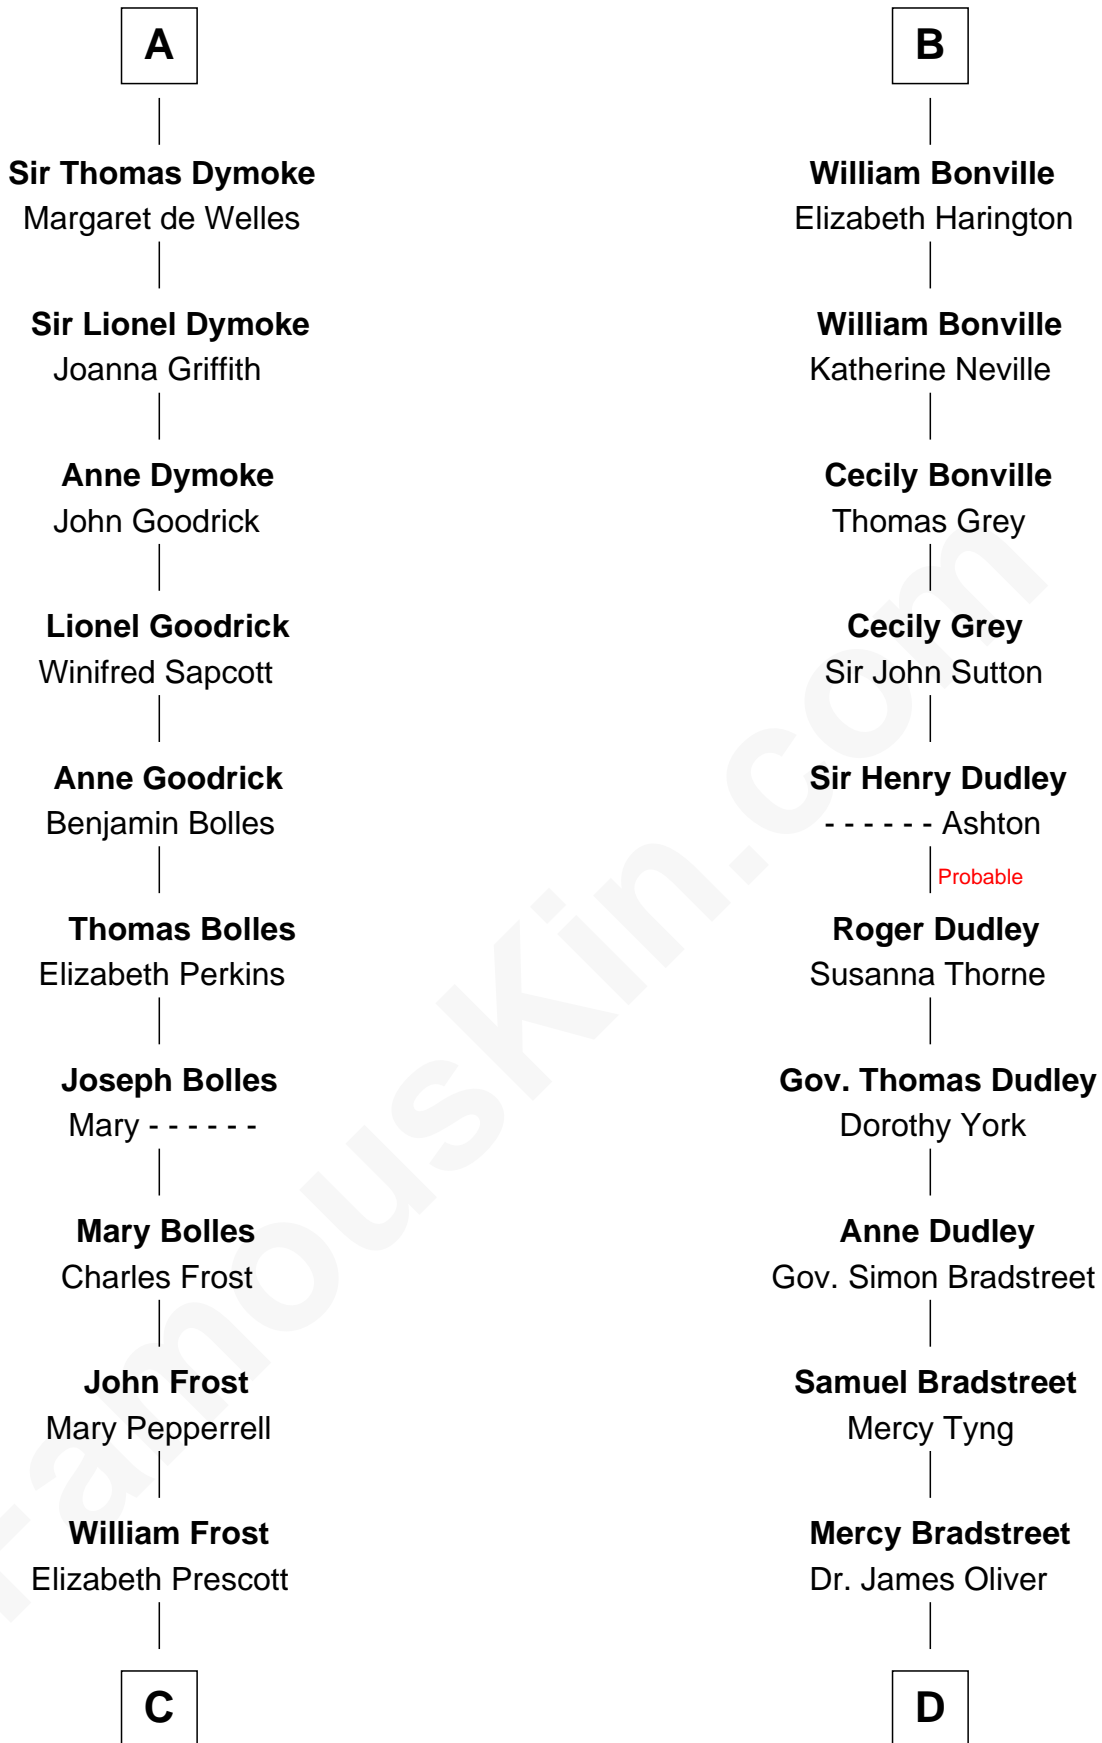 A
Sir Thomas Dymoke
Margaret de Welles
Sir Lionel Dymoke
Joanna Griffith
Anne Dymoke
John Goodrick
Lionel Goodrick
Winifred Sapcott
Anne Goodrick
Benjamin Bolles
Thomas Bolles
Elizabeth Perkins
Joseph Bolles
Mary - - - - - -
Mary Bolles
Charles Frost
John Frost
Mary Pepperrell
William Frost
Elizabeth Prescott
C
B
William Bonville
Elizabeth Harington
William Bonville
Katherine Neville
Cecily Bonville
Thomas Grey
Cecily Grey
Sir John Sutton
Sir Henry Dudley
- - - - - - Ashton
Probable
Roger Dudley
Susanna Thorne
Gov. Thomas Dudley
Dorothy York
Anne Dudley
Gov. Simon Bradstreet
Samuel Bradstreet
Mercy Tyng
Mercy Bradstreet
Dr. James Oliver
D
FamousKin.com